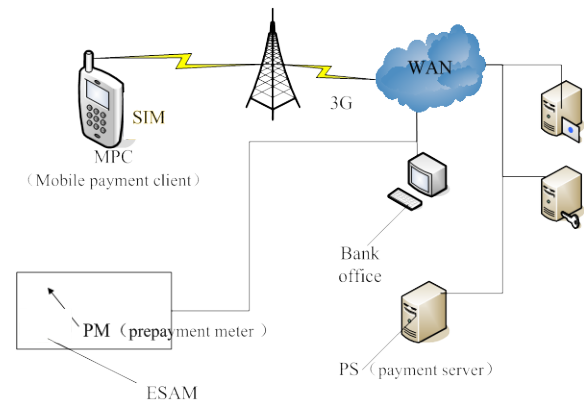 WAN
3G
SIM
MPC
（Mobile payment client）
Bank
office
PM（prepayment meter ）
PS（payment server）
ESAM